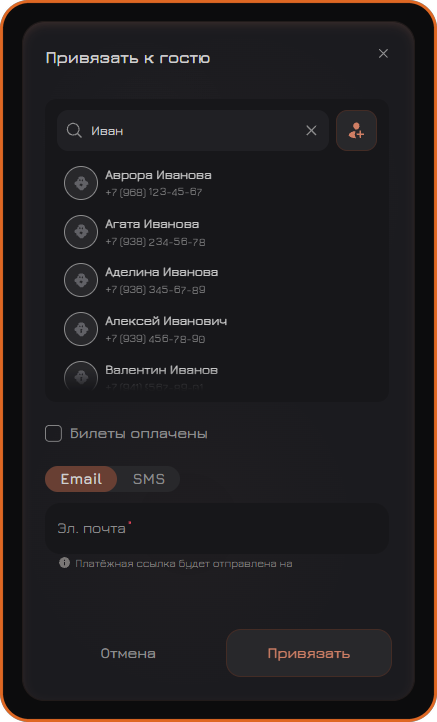 Привязать к гостю
Иван
Аврора Иванова
+7 (968) 123-45-67
Агата Иванова
+7 (938) 234-56-78
Аделина Иванова
+7 (936) 345-67-89
Алексей Иванович
+7 (939) 456-78-90
Валентин Иванов
Билеты оплачены
Email SMS
Эл. почта*
Платёжная ссылка будет отправлена на
Отмена Привязать